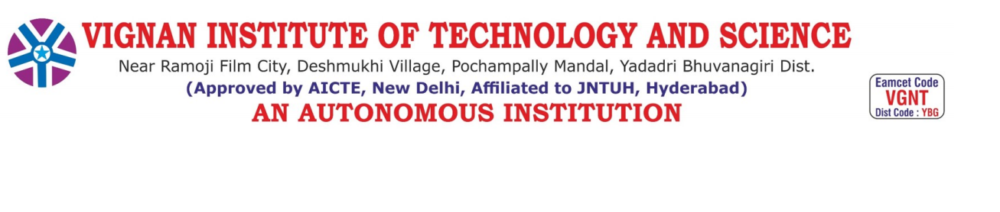 VIGNAN INSTITUTE OF TECHNOLOGY AND SCIENCE
Near Ramoji Film City, Deshmukhi Village, Pochampally Mandal, Yadadri Bhuvanagiri Dist.
(Approved by AICTE, New Delhi, Affiliated to JNTUH, Hyderabad)
AN AUTONOMOUS INSTITUTION
Eamcet Code
VGNT
Dist Code : YBG